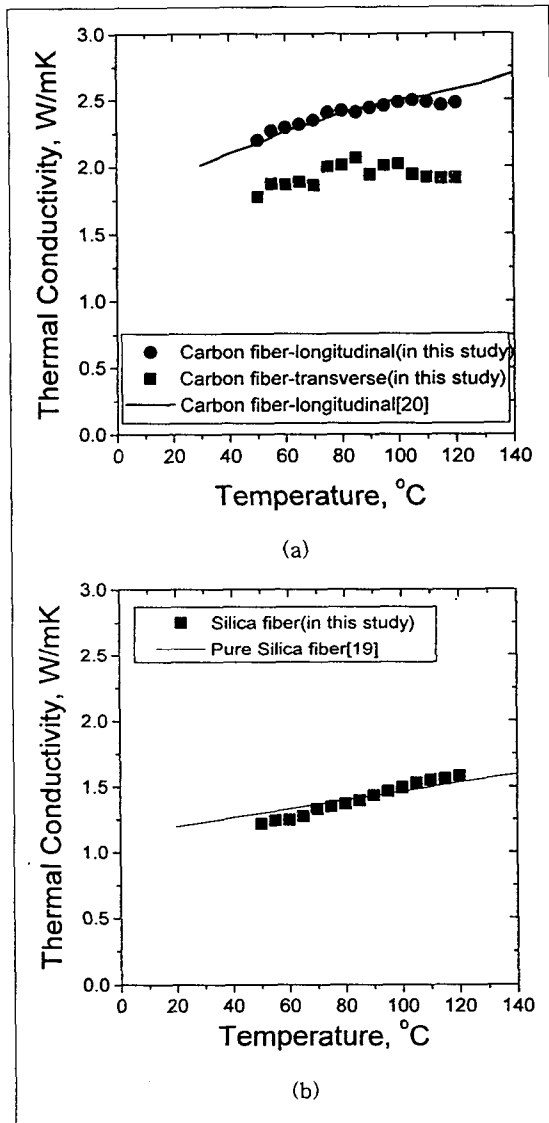 3.0
2.5
2.0
1.5
1.0
0.5
0.0
Thermal Conductivity, W/mK
Carbon fiber-longitudinal(in this study)
Carbon fiber-transverse(in this study)
Carbon fiber-longitudinal[20]
0 20 40 60 80 100 120 140
Temperature, °C
(a)
3.0
2.5
2.0
1.5
1.0
0.5
0.0
Thermal Conductivity, W/mK
Silica fiber(in this study)
Pure Silica fiber[19]
0 20 40 60 80 100 120 140
Temperature, °C
(b)